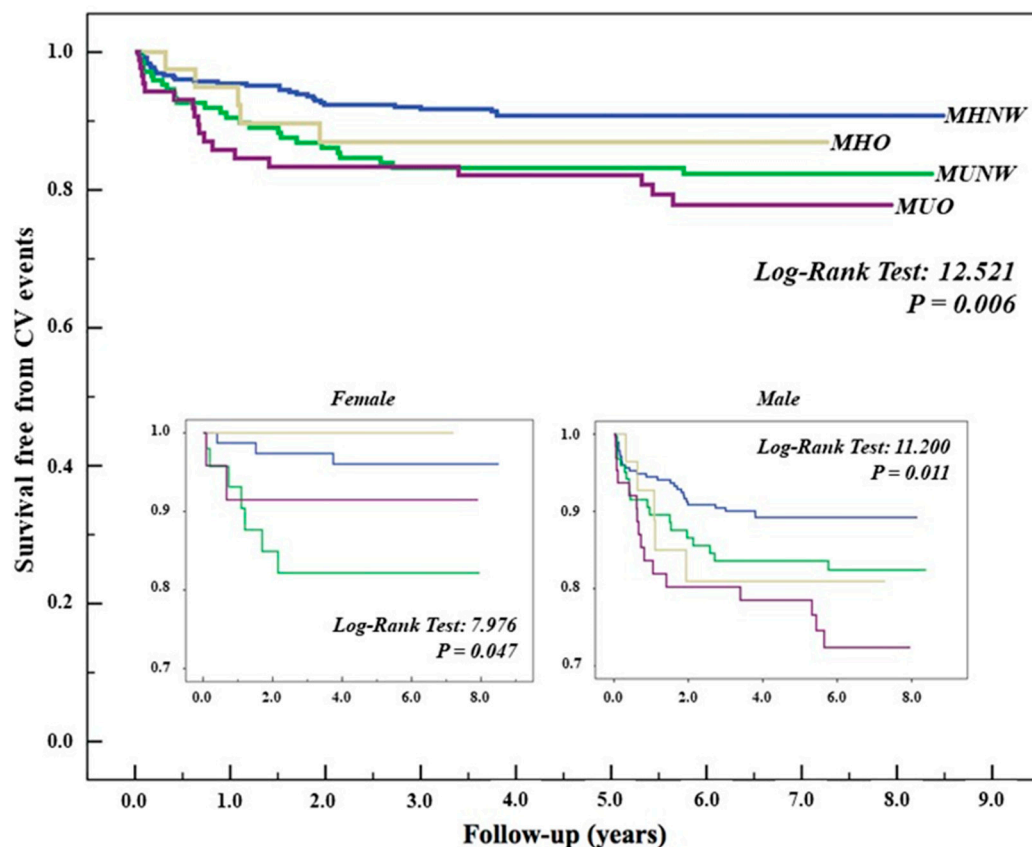 Survival free from CV events
1.0
0.8
0.6
0.4
0.2
0.0
MHNW
MHO
MUNW
MUO
Log-Rank Test: 12.521
P = 0.006
Female
1.0
0.9
0.8
0.7
Log-Rank Test: 7.976
P = 0.047
0.0 2.0 4.0 6.0 8.0
Male
1.0
0.9
0.8
0.7
Log-Rank Test: 11.200
P = 0.011
0.0 2.0 4.0 6.0 8.0
0.0 1.0 2.0 3.0 4.0 5.0 6.0 7.0 8.0 9.0
Follow-up (years)